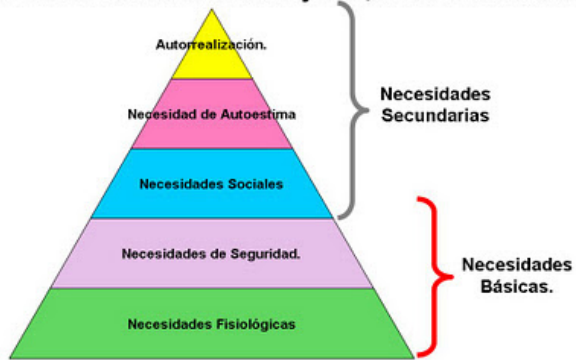 Autorrealización.
Necesidad de Autoestima
Necesidades Sociales
Necesidades de Seguridad.
Necesidades Fisiológicas
Necesidades
Secundarias
Necesidades
Básicas.